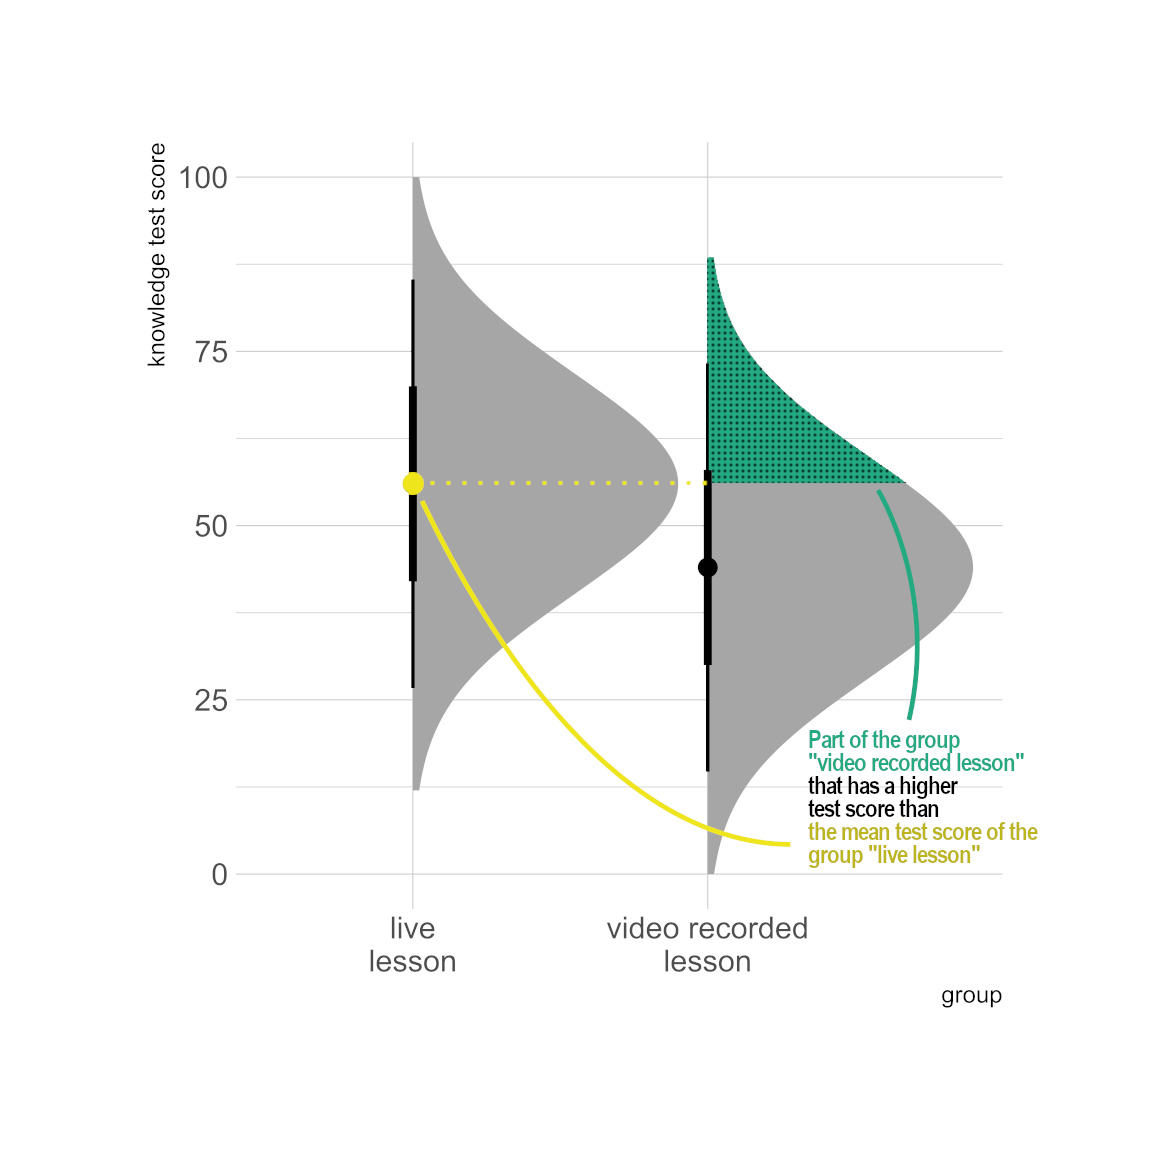 knowledge test score
100
75
50
25
0
Part of the group
"video recorded lesson"
that has a higher
test score than
the mean test score of the
group "live lesson"
live
lesson
video recorded
lesson
group